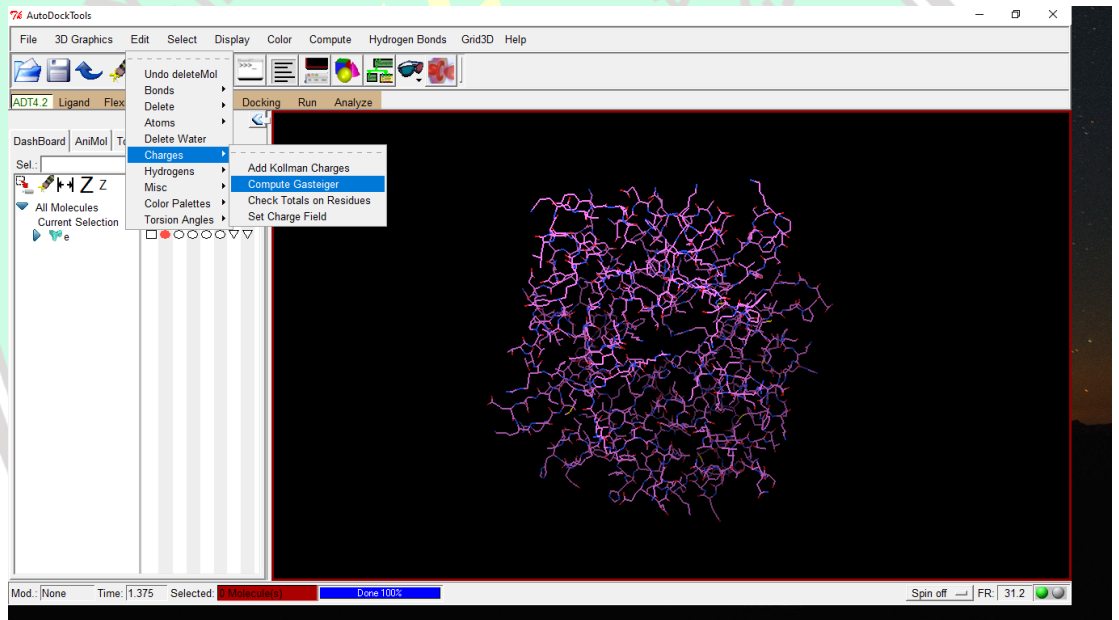 AutoDockTools
File 3D Graphics Edit Select Display Color Compute Hydrogen Bonds Grid3D Help
ADT4.2 Ligand Docking Run Analyze
Undo deleteMol
Bonds
Delete
Atoms
Delete Water
Charges
Hydrogens
Misc
Color Palettes
Torsion Angles
Add Kollman Charges
Compute Gasteiger
Check Totals on Residues
Set Charge Field
DashBoard AniMol
Sel.:
Z Z
All Molecules
Current Selection
e
Mod.: None Time: 1.375 Selected: 0 Molecule(s) Done 100% Spin off FR: 31.2